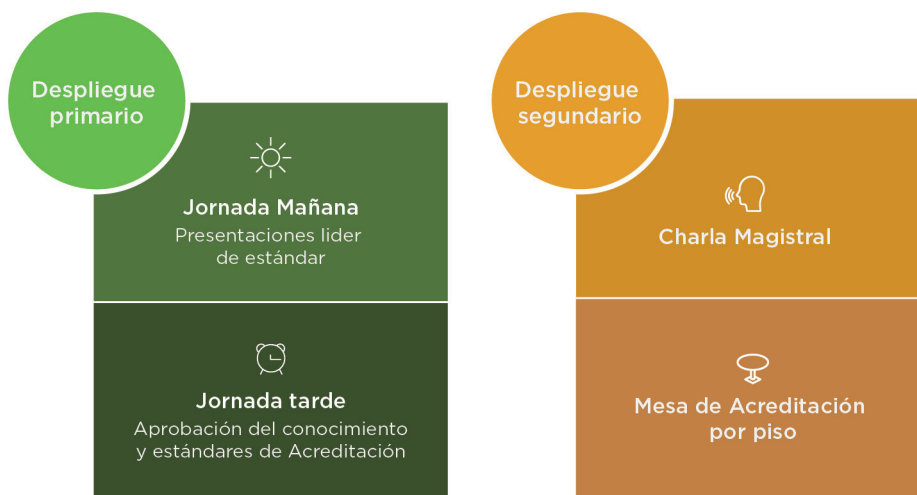 Despliegue
primario
Jornada Mañana
Presentaciones lider
de estándar
Jornada tarde
Aprobación del conocimiento
y estándares de Acreditación
Despliegue
segundario
Charla Magistral
Mesa de Acreditación
por piso